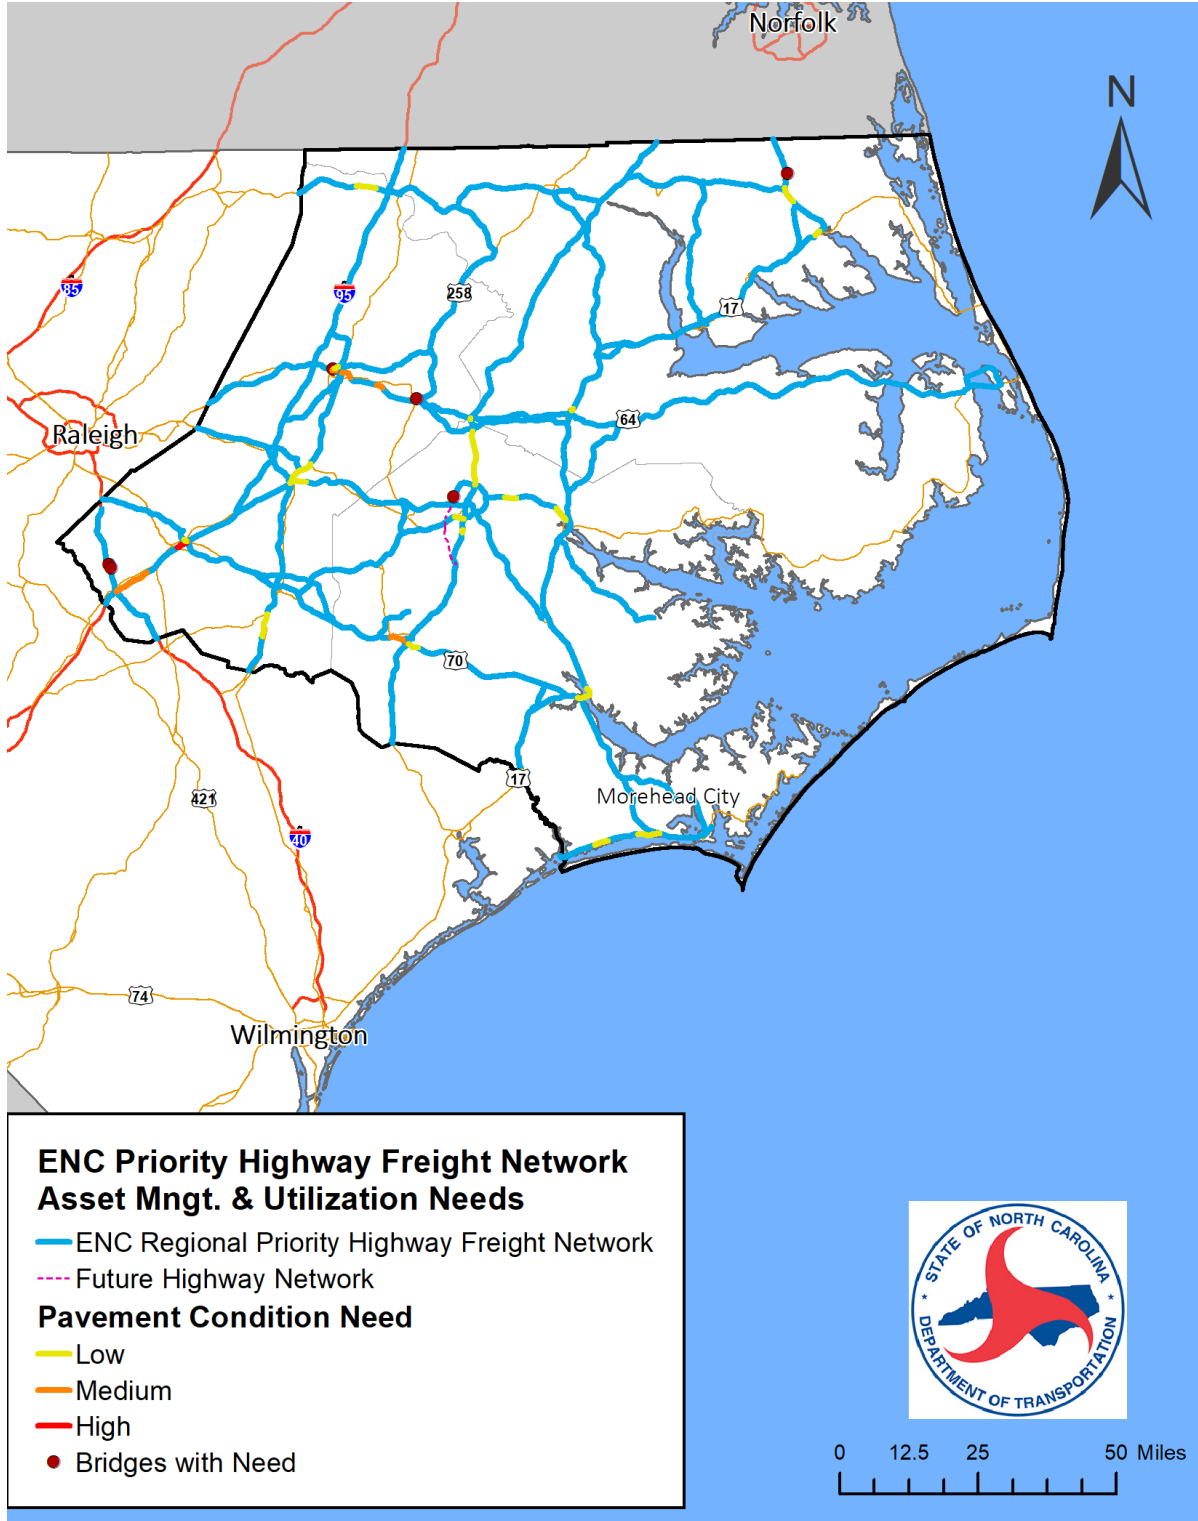 Norfolk
N
85
95
258
17
Raleigh
64
70
17
Morehead City
421
40
74
Wilmington
ENC Priority Highway Freight Network
Asset Mngt. & Utilization Needs
ENC Regional Priority Highway Freight Network
Future Highway Network
Pavement Condition Need
Low
Medium
High
Bridges with Need
STATE OF NORTH CAROLINA
DEPARTMENT OF TRANSPORTATION
0 12.5 25 50 Miles